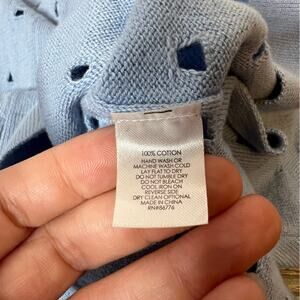 100% COTTON
HAND WASH OR
MACHINE WASH COLD
LAY FLAT TO DRY
DO NOT TUMBLE DRY
DO NOT BLEACH
COOL IRON ON
REVERSE SIDE
DRY CLEAN OPTIONAL
MADE IN CHINA
RN#86776